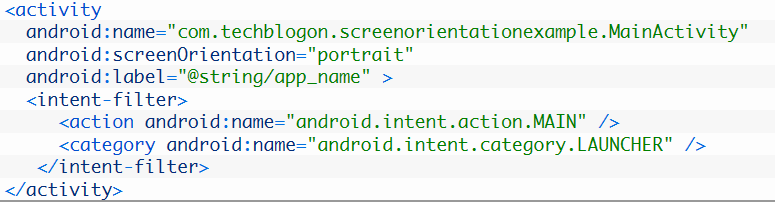 <activity
android:name="com.techblogon.screenorientationexample.MainActivity"
android:screenOrientation="portrait"
android:label="@string/app_name" >
<intent-filter>
<action android:name="android.intent.action.MAIN" />
<category android:name="android.intent.category.LAUNCHER" />
</intent-filter>
</activity>